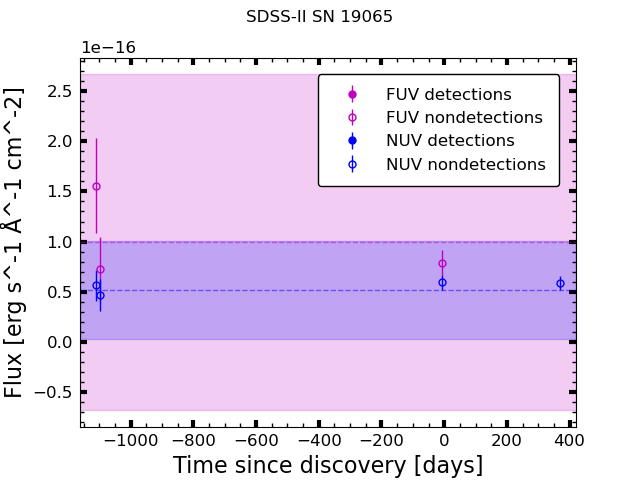 SDSS-II SN 19065
1e−16
2.5
2.0
1.5
1.0
0.5
0.0
−0.5
Flux [erg s^-1 Å^-1 cm^-2]
FUV detections
FUV nondetections
NUV detections
NUV nondetections
−1000 −800 −600 −400 −200 0 200 400
Time since discovery [days]